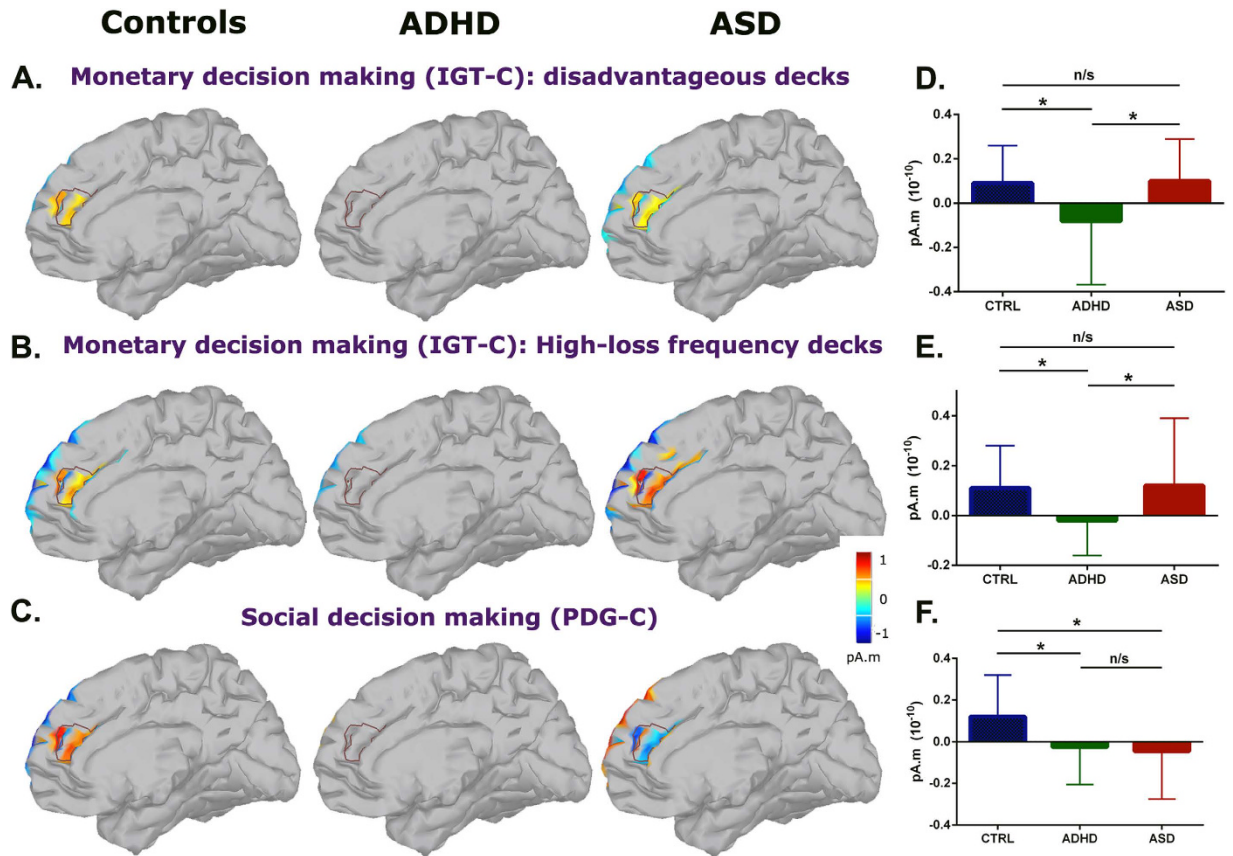 Controls ADHD ASD
A. Monetary decision making (IGT-C): disadvantageous decks
D.
n/s
* *
0.4
0.2
0.0
-0.2
-0.4
pA.m (10-10)
CTRL ADHD ASD
B. Monetary decision making (IGT-C): High-loss frequency decks
E.
n/s
* *
0.4
0.2
0.0
-0.2
pA.m (10-10)
CTRL ADHD ASD
1
0
-1
pA.m
C. Social decision making (PDG-C)
F.
*
* n/s
0.4
0.2
0.0
-0.2
-0.4
pA.m (10-10)
CTRL ADHD ASD